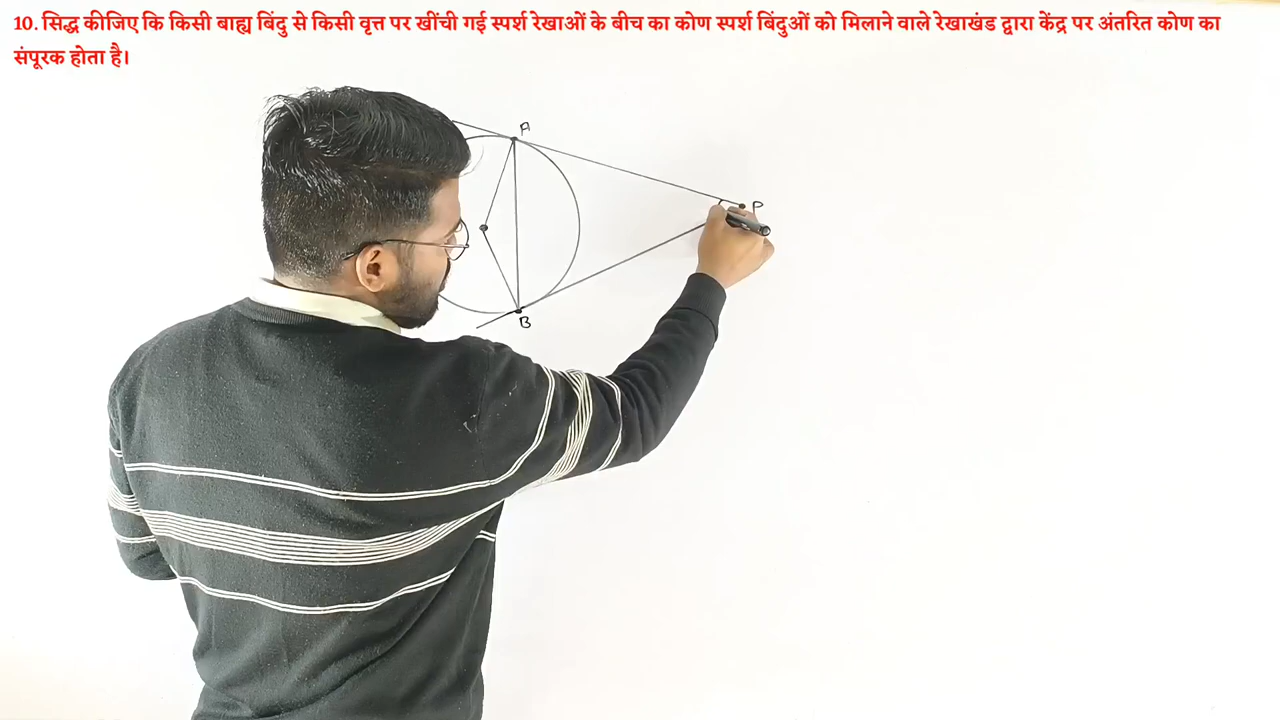 10. सिद्ध कीजिए कि किसी बाह्य बिंदु से किसी वृत्त पर खींची गई स्पर्श रेखाओं के बीच का कोण स्पर्श बिंदुओं को मिलाने वाले रेखाखंड द्वारा केंद्र पर अंतरित कोण का
संपूरक होता है।
A
P
B